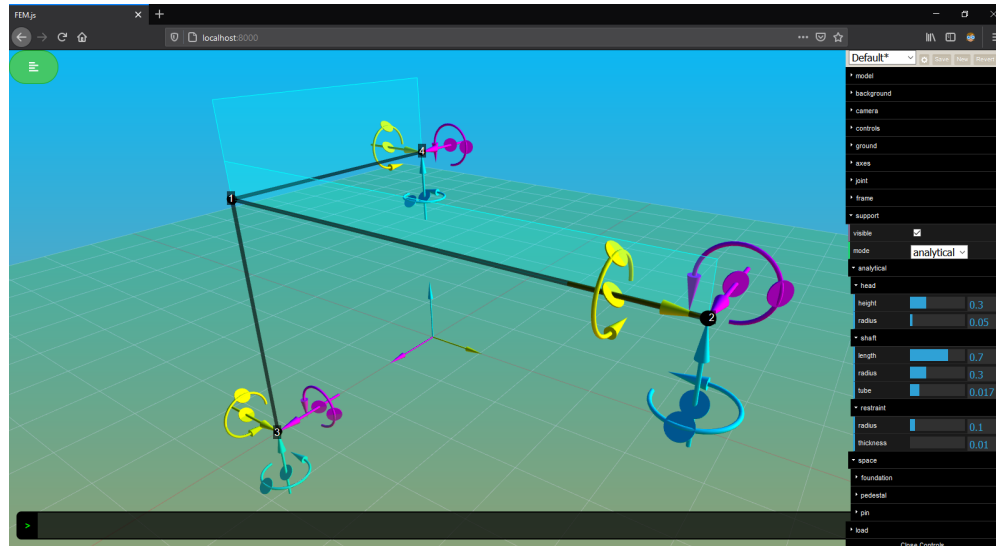 FEM.js
localhost:8000
Default*
Save New Revert
model
background
camera
controls
ground
axes
joint
frame
support
visible
mode analytical
analytical
head
height 0.3
radius 0.05
shaft
length 0.7
radius 0.3
tube 0.017
restraint
radius 0.1
thickness 0.01
space
foundation
pedestal
pin
load
Close Controls
4
1
2
3
>